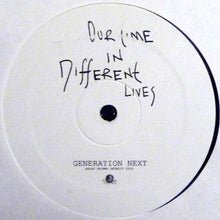 OUR TIME
IN
DIFFERENT
LIVES
GENERATION NEXT